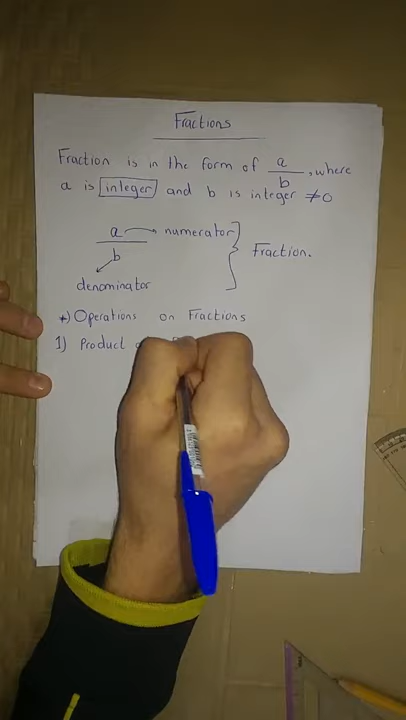 Fractions
Fraction is in the form of a/b, where
a is integer and b is integer ≠0
a → numerator
b
denominator
Fraction.
*) Operations on Fractions
1) Product